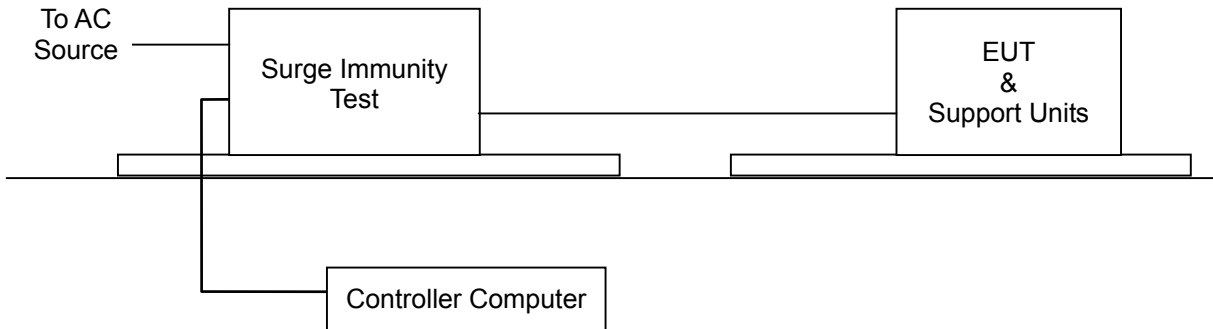 To AC
Source
Surge Immunity
Test
EUT
&
Support Units
Controller Computer